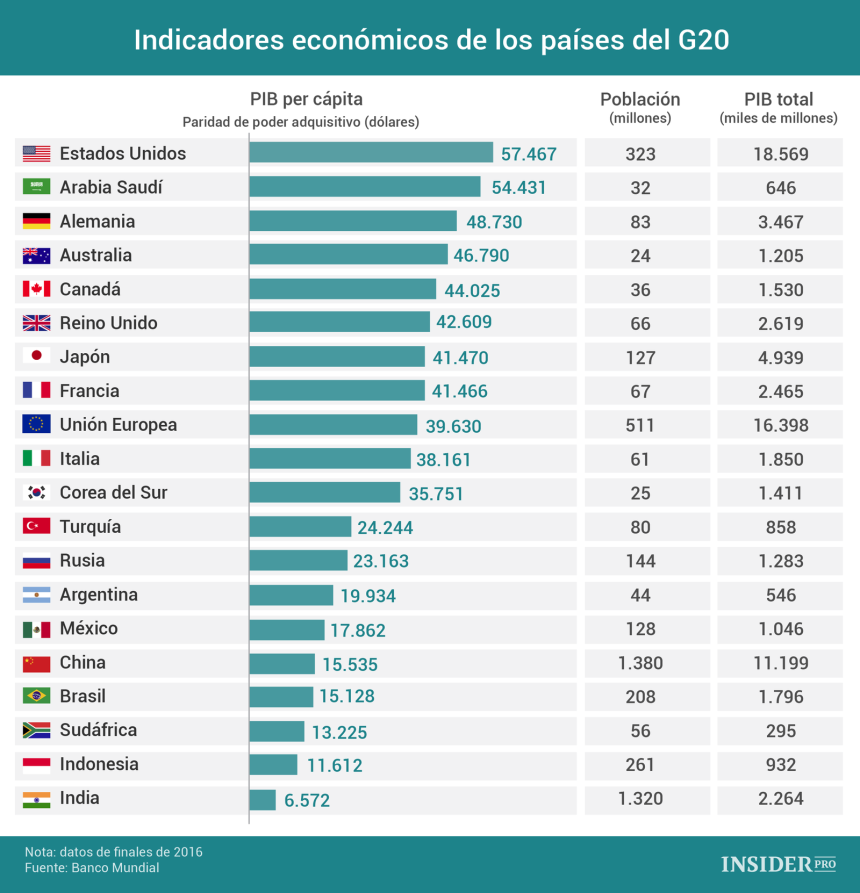 Indicadores económicos de los países del G20
PIB per cápita
Paridad de poder adquisitivo (dólares)
Población
(millones)
PIB total
(miles de millones)
Estados Unidos 57.467 323 18.569
Arabia Saudí 54.431 32 646
Alemania 48.730 83 3.467
Australia 46.790 24 1.205
Canadá 44.025 36 1.530
Reino Unido 42.609 66 2.619
Japón 41.470 127 4.939
Francia 41.466 67 2.465
Unión Europea 39.630 511 16.398
Italia 38.161 61 1.850
Corea del Sur 35.751 25 1.411
Turquía 24.244 80 858
Rusia 23.163 144 1.283
Argentina 19.934 44 546
México 17.862 128 1.046
China 15.535 1.380 11.199
Brasil 15.128 208 1.796
Sudáfrica 13.225 56 295
Indonesia 11.612 261 932
India 6.572 1.320 2.264
Nota: datos de finales de 2016
Fuente: Banco Mundial
INSIDER PRO